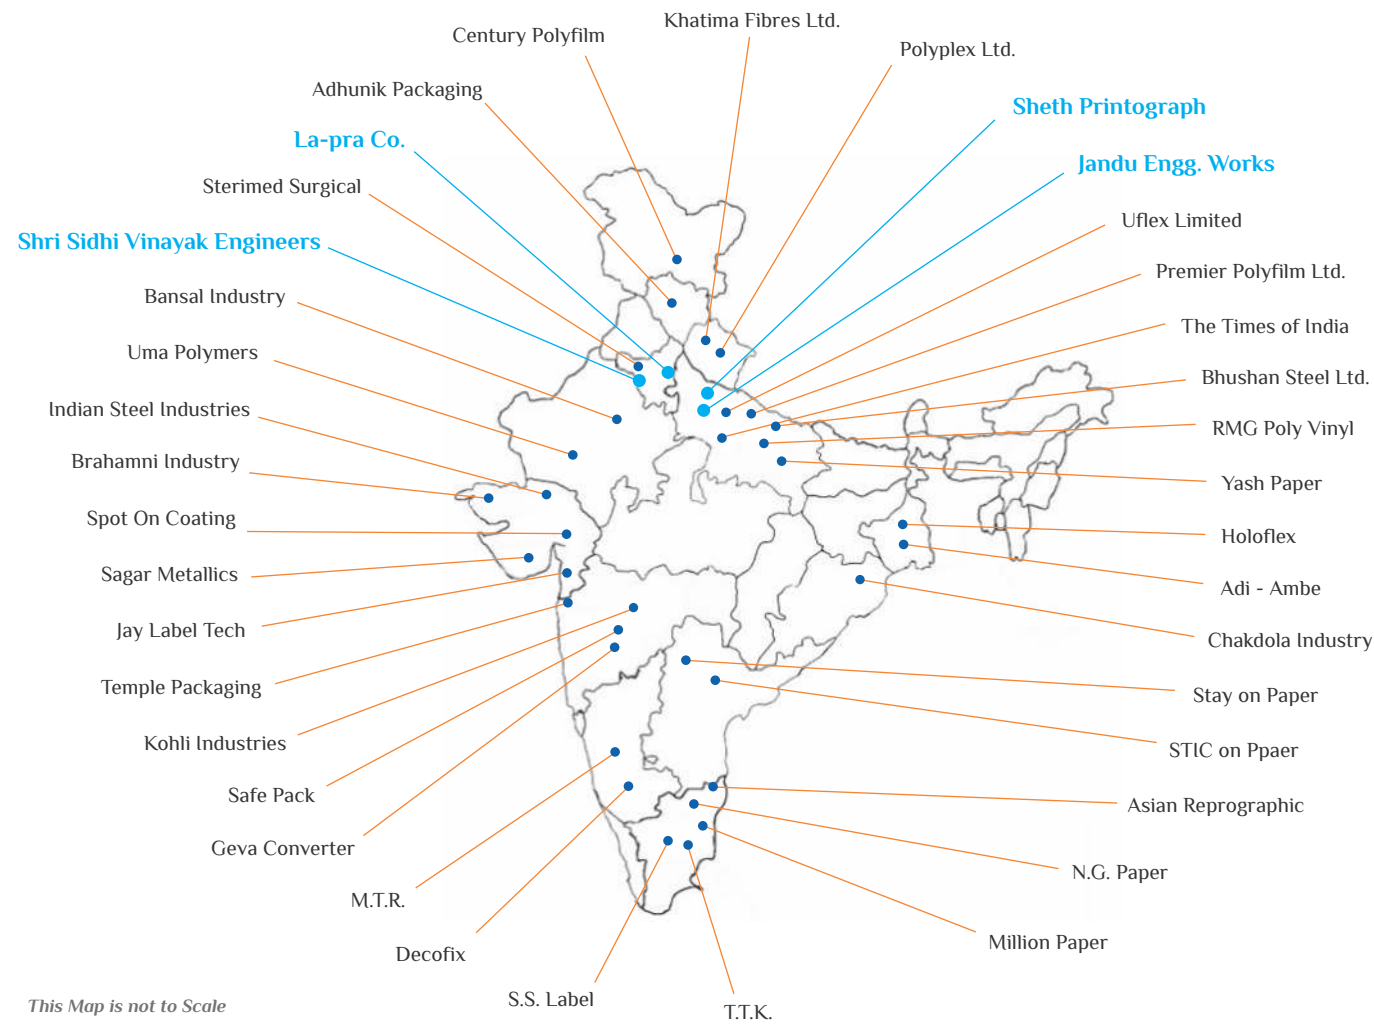 Khatima Fibres Ltd.
Century Polyfilm
Polyplex Ltd.
Adhunik Packaging
Sheth Printograph
La-pra Co.
Jandu Engg. Works
Sterimed Surgical
Uflex Limited
Shri Sidhi Vinayak Engineers
Premier Polyfilm Ltd.
Bansal Industry
The Times of India
Uma Polymers
Bhushan Steel Ltd.
Indian Steel Industries
RMG Poly Vinyl
Brahamni Industry
Yash Paper
Spot On Coating
Holoflex
Sagar Metallics
Adi - Ambe
Jay Label Tech
Chakdola Industry
Temple Packaging
Stay on Paper
Kohli Industries
STIC on Ppaer
Safe Pack
Asian Reprographic
Geva Converter
N.G. Paper
M.T.R.
Million Paper
Decofix
S.S. Label
T.T.K.
This Map is not to Scale